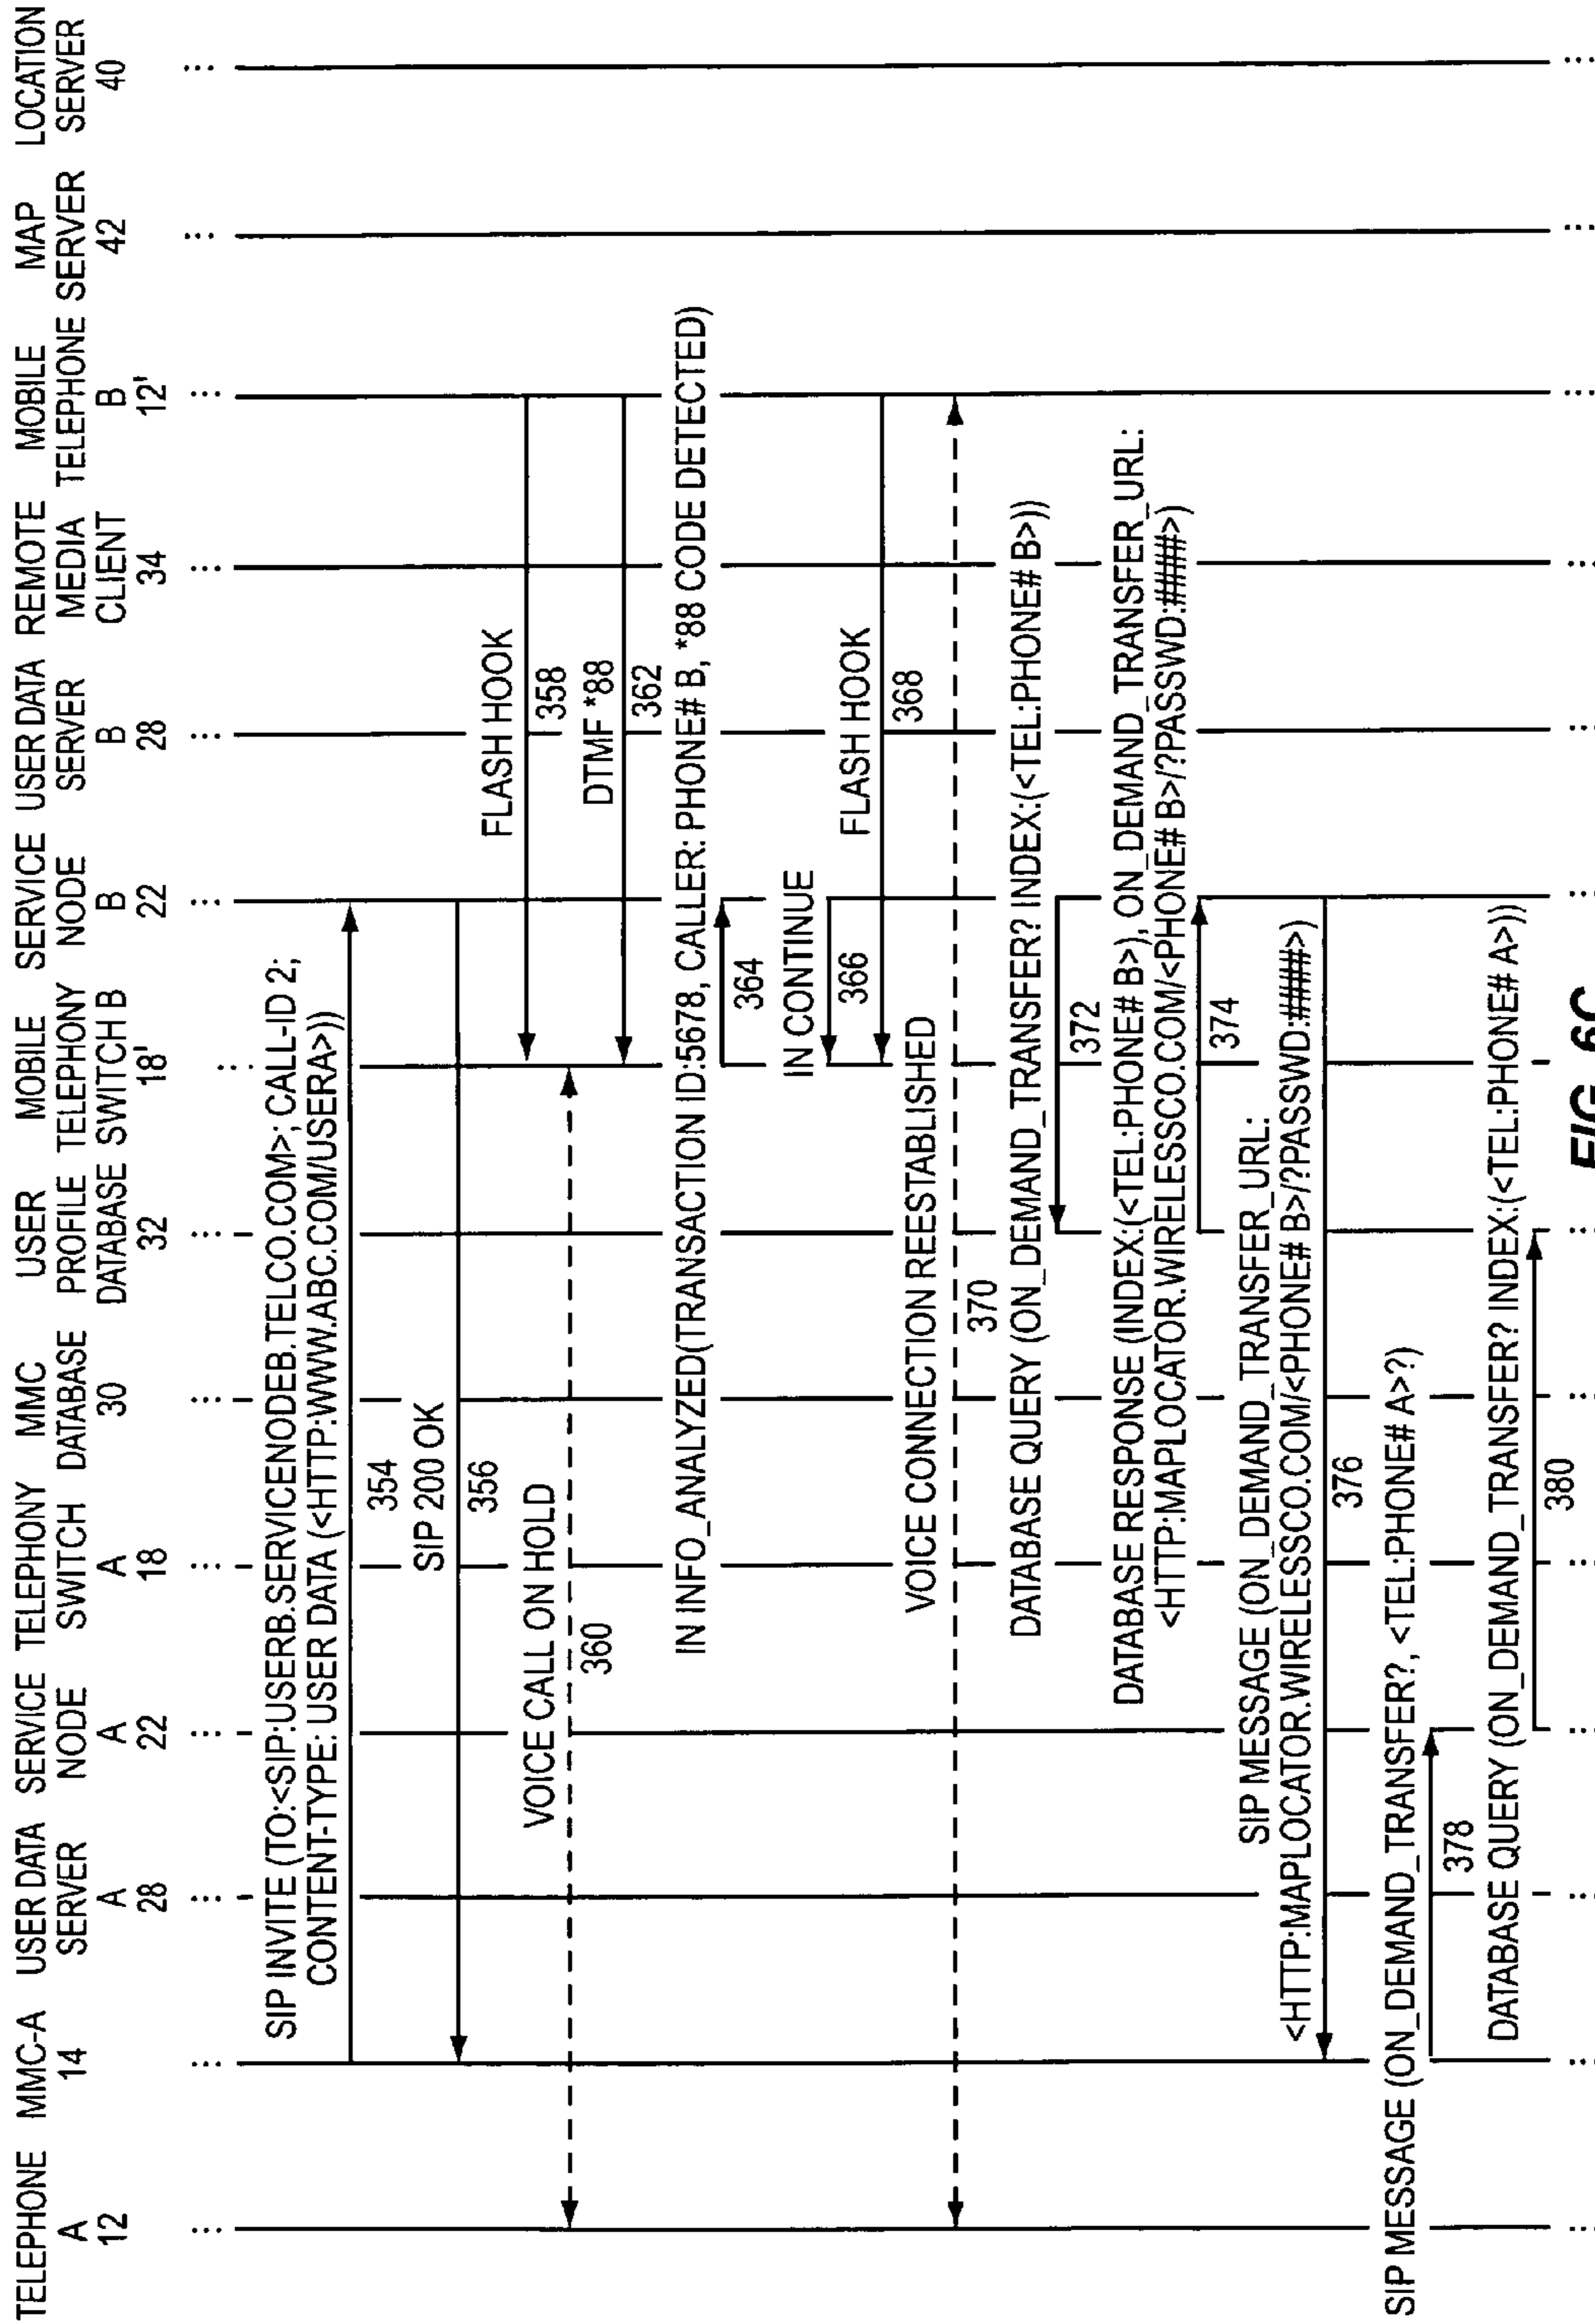 TELEPHONE A 12
MMC-A 14
USER DATA SERVER A 28
SERVICE NODE A 22
TELEPHONY SWITCH A 18
MMC DATABASE 30
USER PROFILE DATABASE 32
MOBILE TELEPHONY SWITCH B 18'
SERVICE NODE B 22
USER DATA SERVER B 28
REMOTE MEDIA CLIENT 34
MOBILE TELEPHONE B 12'
MAP SERVER 42
LOCATION SERVER 40
SIP INVITE (TO:<SIP:USERB.SERVICENODEB.TELCO.COM>; CALL-ID 2;
CONTENT-TYPE: USER DATA (<HTTP:WWW.ABC.COM/USERA>))
354
SIP 200 OK
356
FLASH HOOK
358
VOICE CALL ON HOLD
360
DTMF *88
362
IN INFO_ANALYZED(TRANSACTION ID:5678, CALLER: PHONE# B, *88 CODE DETECTED)
364
IN CONTINUE
366
FLASH HOOK
368
VOICE CONNECTION REESTABLISHED
370
DATABASE QUERY (ON_DEMAND_TRANSFER? INDEX:(<TEL:PHONE# B>))
372
DATABASE RESPONSE (INDEX:(<TEL:PHONE# B>), ON_DEMAND_TRANSFER_URL:
<HTTP:MAPLOCATOR.WIRELESSCO.COM/<PHONE# B>/?PASSWD:####>)
374
SIP MESSAGE (ON_DEMAND_TRANSFER_URL:
<HTTP:MAPLOCATOR.WIRELESSCO.COM/<PHONE# B>/?PASSWD:####>)
376
SIP MESSAGE (ON_DEMAND_TRANSFER?, <TEL:PHONE# A>?)
378
DATABASE QUERY (ON_DEMAND_TRANSFER? INDEX:(<TEL:PHONE# A>))
380
FIG. 6C